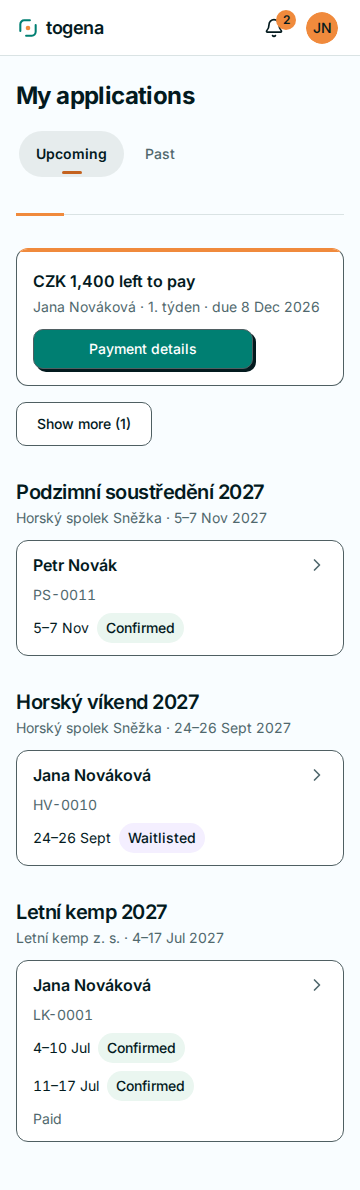 togena
2
JN
My applications
Upcoming
Past
CZK 1,400 left to pay
Jana Nováková · 1. týden · due 8 Dec 2026
Payment details
Show more (1)
Podzimní soustředění 2027
Horský spolek Sněžka · 5–7 Nov 2027
Petr Novák
PS-0011
5–7 Nov Confirmed
Horský víkend 2027
Horský spolek Sněžka · 24–26 Sept 2027
Jana Nováková
HV-0010
24–26 Sept Waitlisted
Letní kemp 2027
Letní kemp z. s. · 4–17 Jul 2027
Jana Nováková
LK-0001
4–10 Jul Confirmed
11–17 Jul Confirmed
Paid